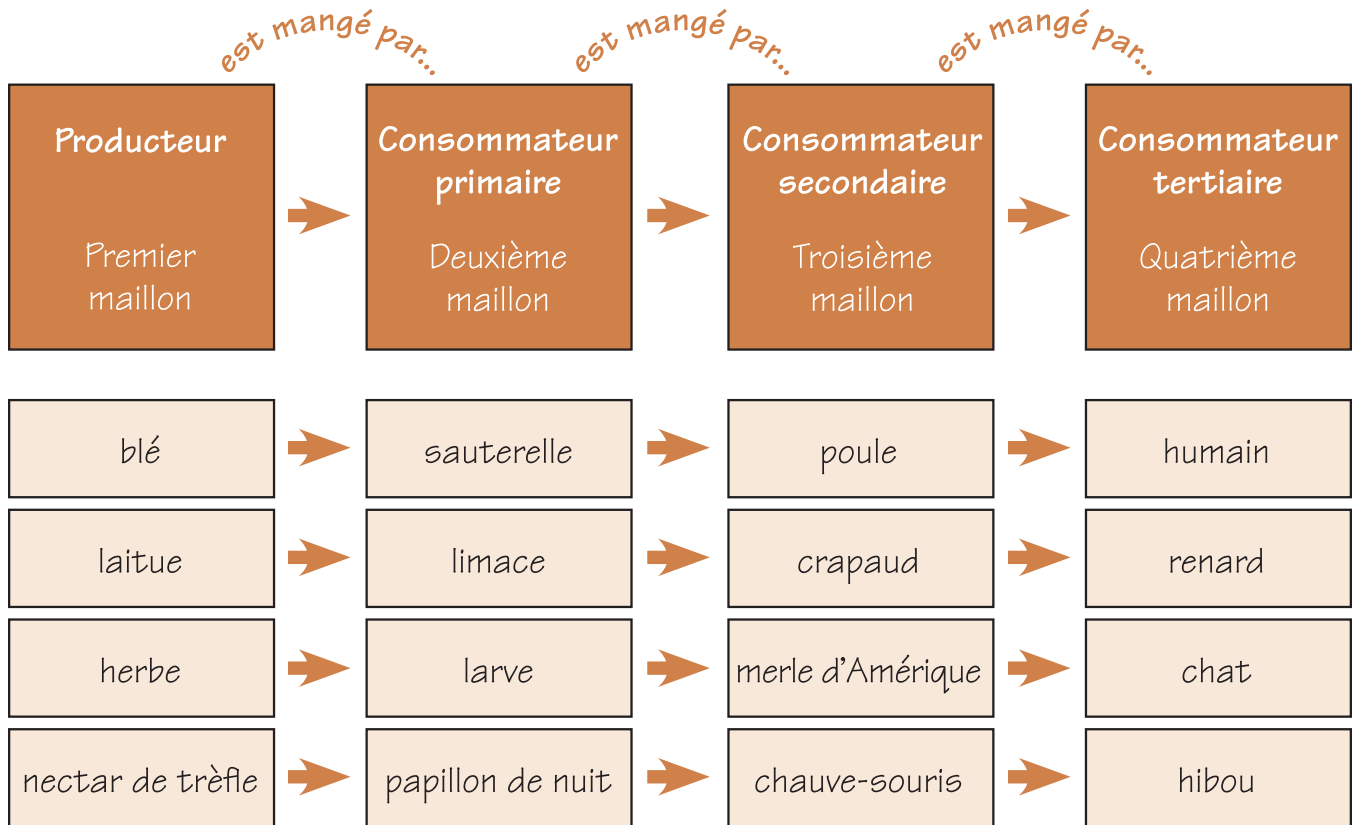 est mangé par...
est mangé par...
est mangé par...
Producteur
Premier
maillon
Consommateur
primaire
Deuxième
maillon
Consommateur
secondaire
Troisième
maillon
Consommateur
tertiaire
Quatrième
maillon
blé
sauterelle
poule
humain
laitue
limace
crapaud
renard
herbe
larve
merle d'Amérique
chat
nectar de trèfle
papillon de nuit
chauve-souris
hibou